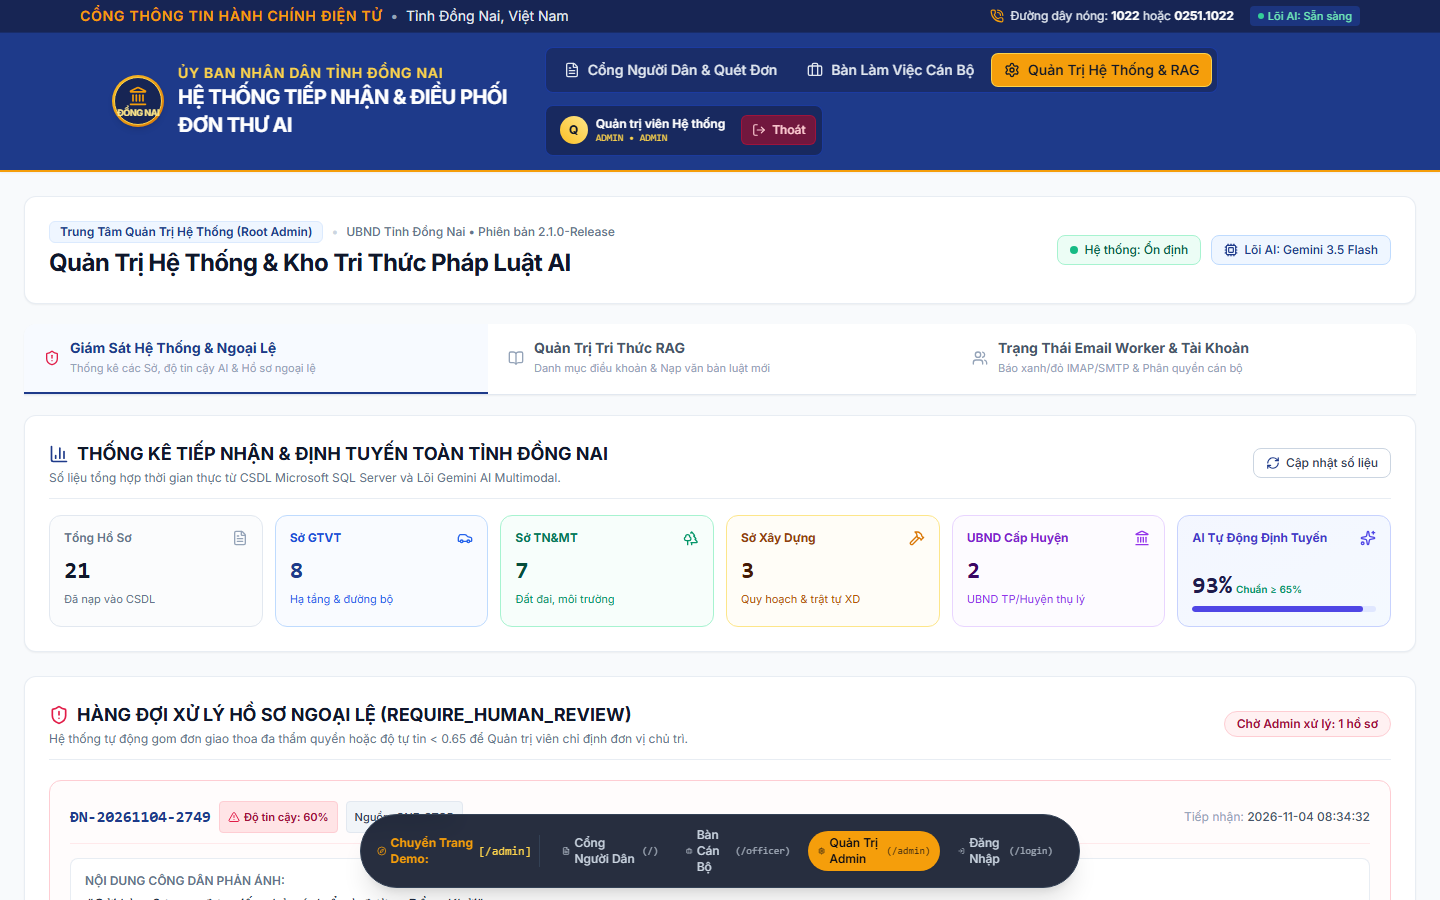 CỔNG THÔNG TIN HÀNH CHÍNH ĐIỆN TỬ • Tỉnh Đồng Nai, Việt Nam
Đường dây nóng: 1022 hoặc 0251.1022
Lõi AI: Sẵn sàng
ĐỒNG NAI
ỦY BAN NHÂN DÂN TỈNH ĐỒNG NAI
HỆ THỐNG TIẾP NHẬN & ĐIỀU PHỐI
ĐƠN THƯ AI
Cổng Người Dân & Quét Đơn
Bàn Làm Việc Cán Bộ
Quản Trị Hệ Thống & RAG
Q
Quản trị viên Hệ thống
ADMIN • ADMIN
Thoát
Trung Tâm Quản Trị Hệ Thống (Root Admin) • UBND Tỉnh Đồng Nai • Phiên bản 2.1.0-Release
Quản Trị Hệ Thống & Kho Tri Thức Pháp Luật AI
Hệ thống: Ổn định
Lõi AI: Gemini 3.5 Flash
Giám Sát Hệ Thống & Ngoại Lệ
Thống kê các Sở, độ tin cậy AI & Hồ sơ ngoại lệ
Quản Trị Tri Thức RAG
Danh mục điều khoản & Nạp văn bản luật mới
Trạng Thái Email Worker & Tài Khoản
Báo xanh/đỏ IMAP/SMTP & Phân quyền cán bộ
THỐNG KÊ TIẾP NHẬN & ĐỊNH TUYẾN TOÀN TỈNH ĐỒNG NAI
Số liệu tổng hợp thời gian thực từ CSDL Microsoft SQL Server và Lõi Gemini AI Multimodal.
Cập nhật số liệu
Tổng Hồ Sơ
21
Đã nạp vào CSDL
Sở GTVT
8
Hạ tầng & đường bộ
Sở TN&MT
7
Đất đai, môi trường
Sở Xây Dựng
3
Quy hoạch & trật tự XD
UBND Cấp Huyện
2
UBND TP/Huyện thụ lý
AI Tự Động Định Tuyến
93% Chuẩn ≥ 65%
HÀNG ĐỢI XỬ LÝ HỒ SƠ NGOẠI LỆ (REQUIRE_HUMAN_REVIEW)
Hệ thống tự động gom đơn giao thoa đa thẩm quyền hoặc độ tự tin < 0.65 để Quản trị viên chỉ định đơn vị chủ trì.
Chờ Admin xử lý: 1 hồ sơ
ĐN-20261104-2749
Độ tin cậy: 60%
Tiếp nhận: 2026-11-04 08:34:32
Chuyển Trang
Demo:
[/admin]
Cổng
Người Dân
(/)
Bàn
Cán
Bộ
(/officer)
Quản Trị
Admin
(/admin)
Đăng
Nhập
(/login)
NỘI DUNG CÔNG DÂN PHẢN ÁNH: